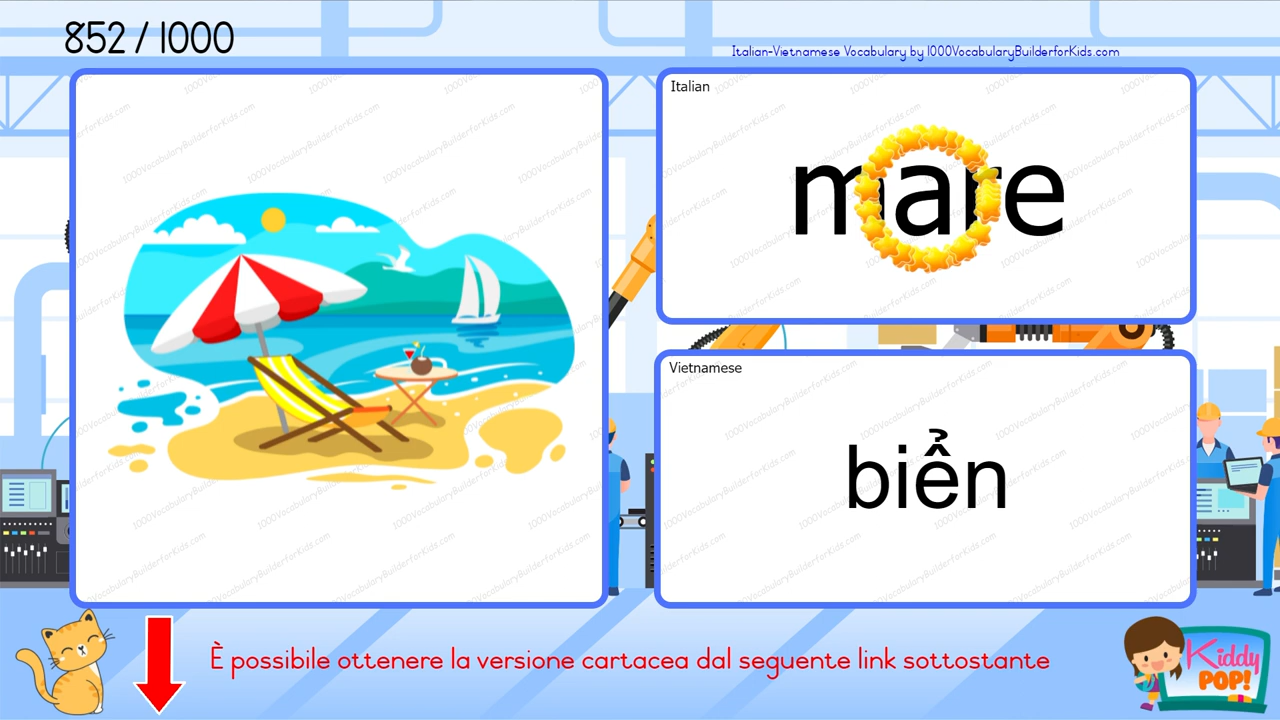 852 / 1000
Italian-Vietnamese Vocabulary by 1000VocabularyBuilderforKids.com
Italian
mare
Vietnamese
biển
È possibile ottenere la versione cartacea dal seguente link sottostante
Kiddy
POP!